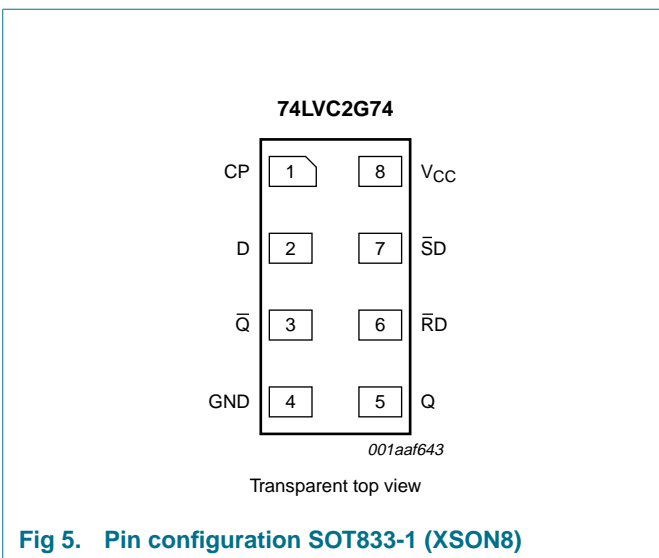 74LVC2G74
CP 1 8 VCC
D 2 7 S̅D
Q̅ 3 6 R̅D
GND 4 5 Q
001aaf643
Transparent top view
Fig 5. Pin configuration SOT833-1 (XSON8)